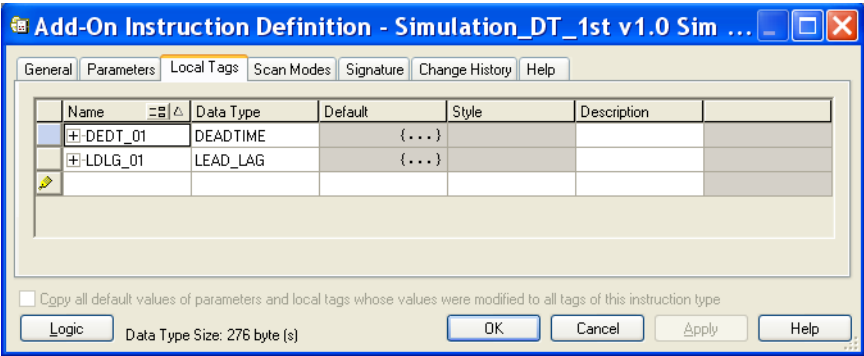 Add-On Instruction Definition - Simulation_DT_1st v1.0 Sim ...
General Parameters Local Tags Scan Modes Signature Change History Help
Name Data Type Default Style Description
DEDT_01 DEADTIME {...}
LDLG_01 LEAD_LAG {...}
Copy all default values of parameters and local tags whose values were modified to all tags of this instruction type
Logic Data Type Size: 276 byte (s) OK Cancel Apply Help